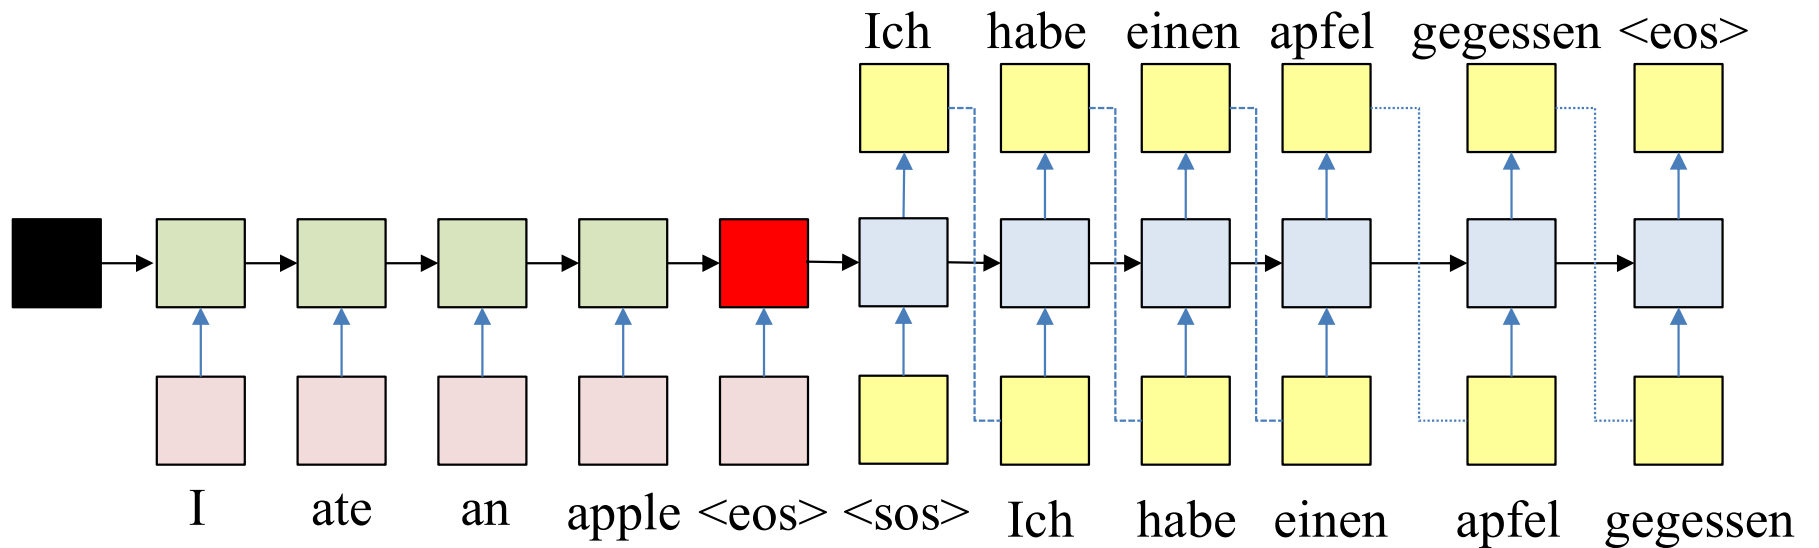 Ich habe einen apfel gegessen <eos>
I ate an apple <eos> <sos> Ich habe einen apfel gegessen